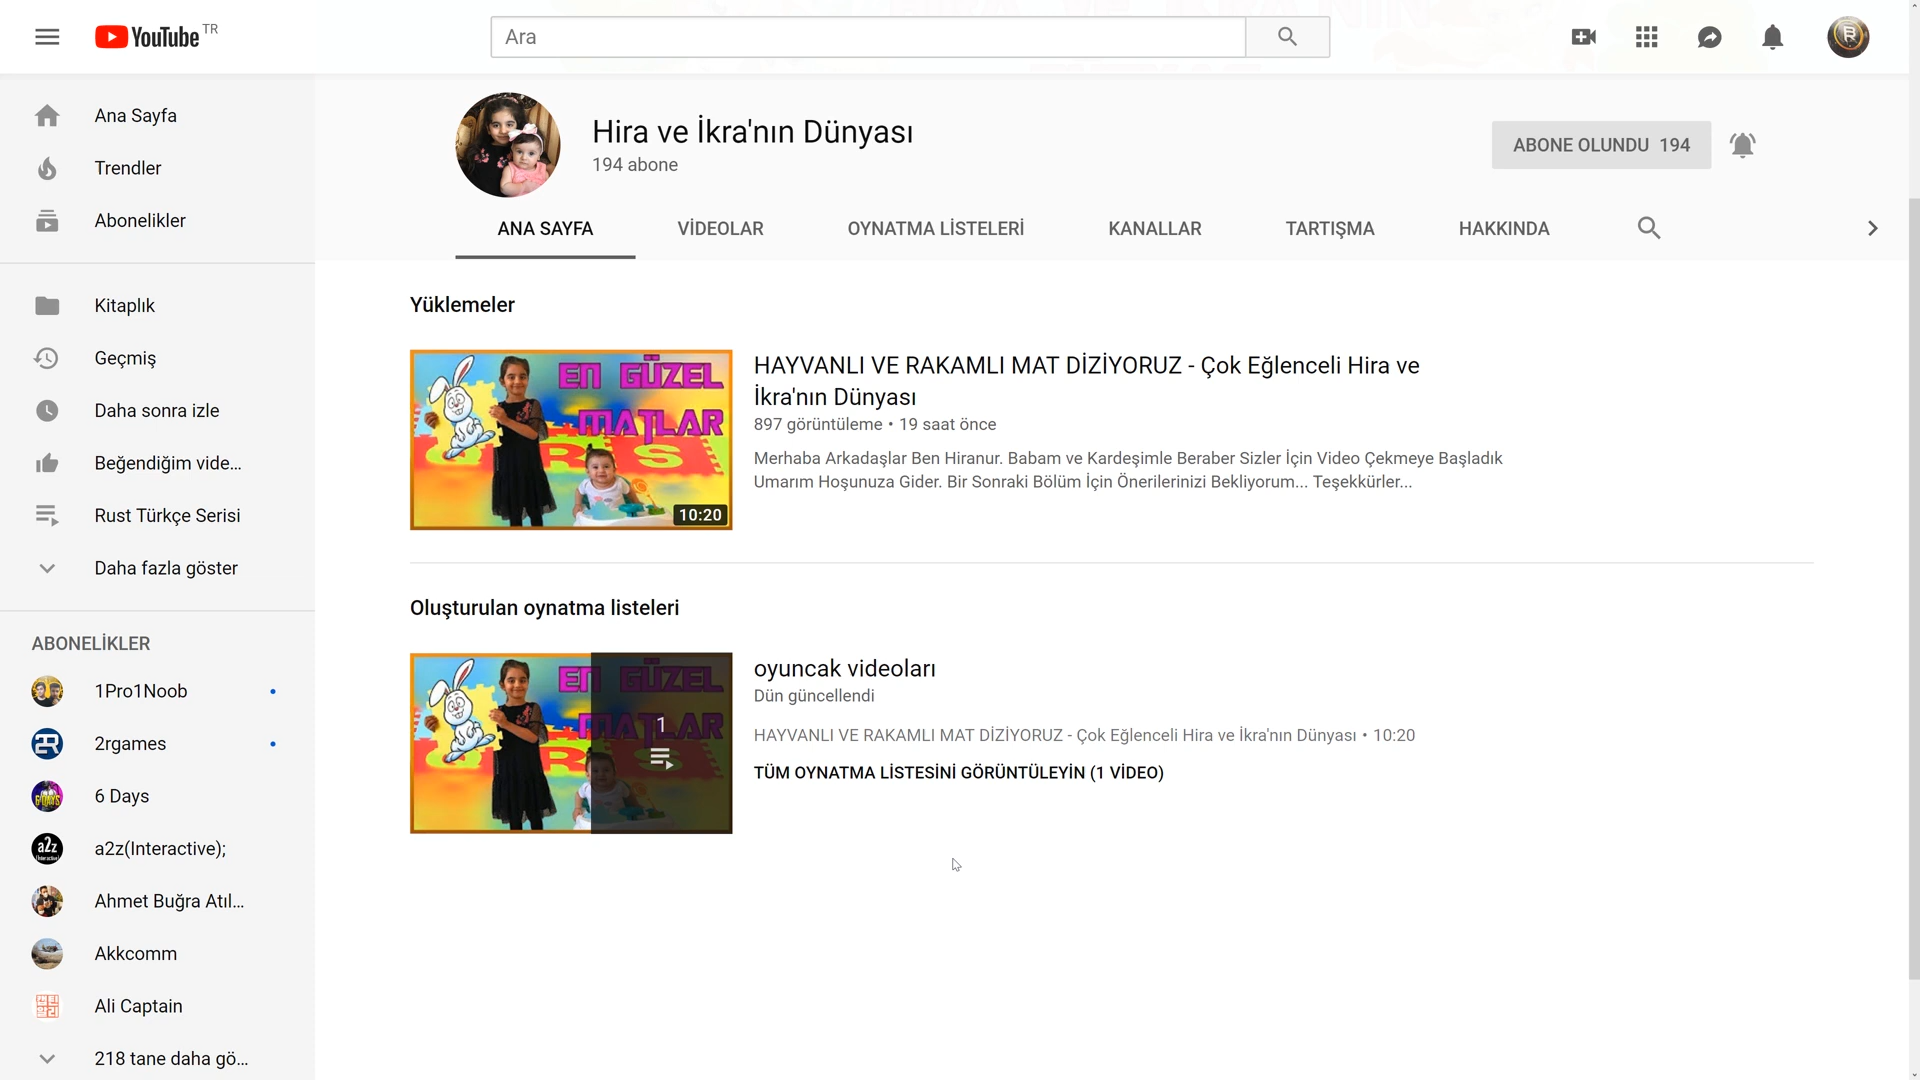 YouTube TR
Ara
Ana Sayfa
Trendler
Abonelikler
Kitaplık
Geçmiş
Daha sonra izle
Beğendiğim vide...
Rust Türkçe Serisi
Daha fazla göster
ABONELİKLER
1Pro1Noob
2rgames
6 Days
a2z(Interactive);
Ahmet Buğra Atıl...
Akkcomm
Ali Captain
218 tane daha gö...
Hira ve İkra'nın Dünyası
194 abone
ABONE OLUNDU 194
ANA SAYFA
VİDEOLAR
OYNATMA LİSTELERİ
KANALLAR
TARTIŞMA
HAKKINDA
Yüklemeler
EN GÜZEL
MATLAR
10:20
HAYVANLI VE RAKAMLI MAT DİZİYORUZ - Çok Eğlenceli Hira ve
İkra'nın Dünyası
897 görüntüleme • 19 saat önce
Merhaba Arkadaşlar Ben Hiranur. Babam ve Kardeşimle Beraber Sizler İçin Video Çekmeye Başladık
Umarım Hoşunuza Gider. Bir Sonraki Bölüm İçin Önerilerinizi Bekliyorum... Teşekkürler...
Oluşturulan oynatma listeleri
EN GÜZEL
MATLAR
1
oyuncak videoları
Dün güncellendi
HAYVANLI VE RAKAMLI MAT DİZİYORUZ - Çok Eğlenceli Hira ve İkra'nın Dünyası • 10:20
TÜM OYNATMA LİSTESİNİ GÖRÜNTÜLEYİN (1 VİDEO)